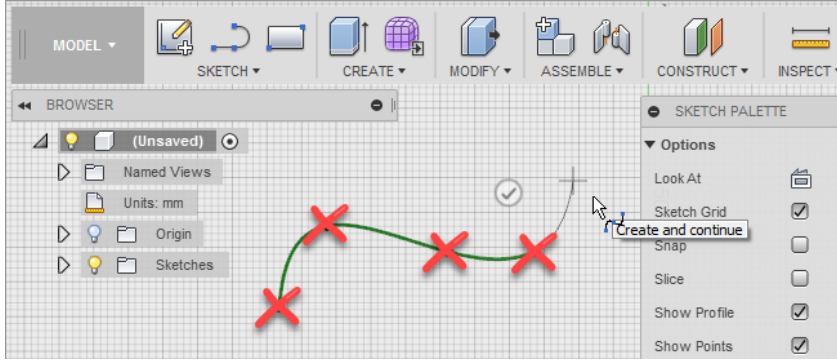 MODEL ▾
SKETCH ▾
CREATE ▾
MODIFY ▾
ASSEMBLE ▾
CONSTRUCT ▾
INSPECT
BROWSER
(Unsaved)
Named Views
Units: mm
Origin
Sketches
SKETCH PALETTE
Options
Look At
Sketch Grid
Create and continue
Snap
Slice
Show Profile
Show Points